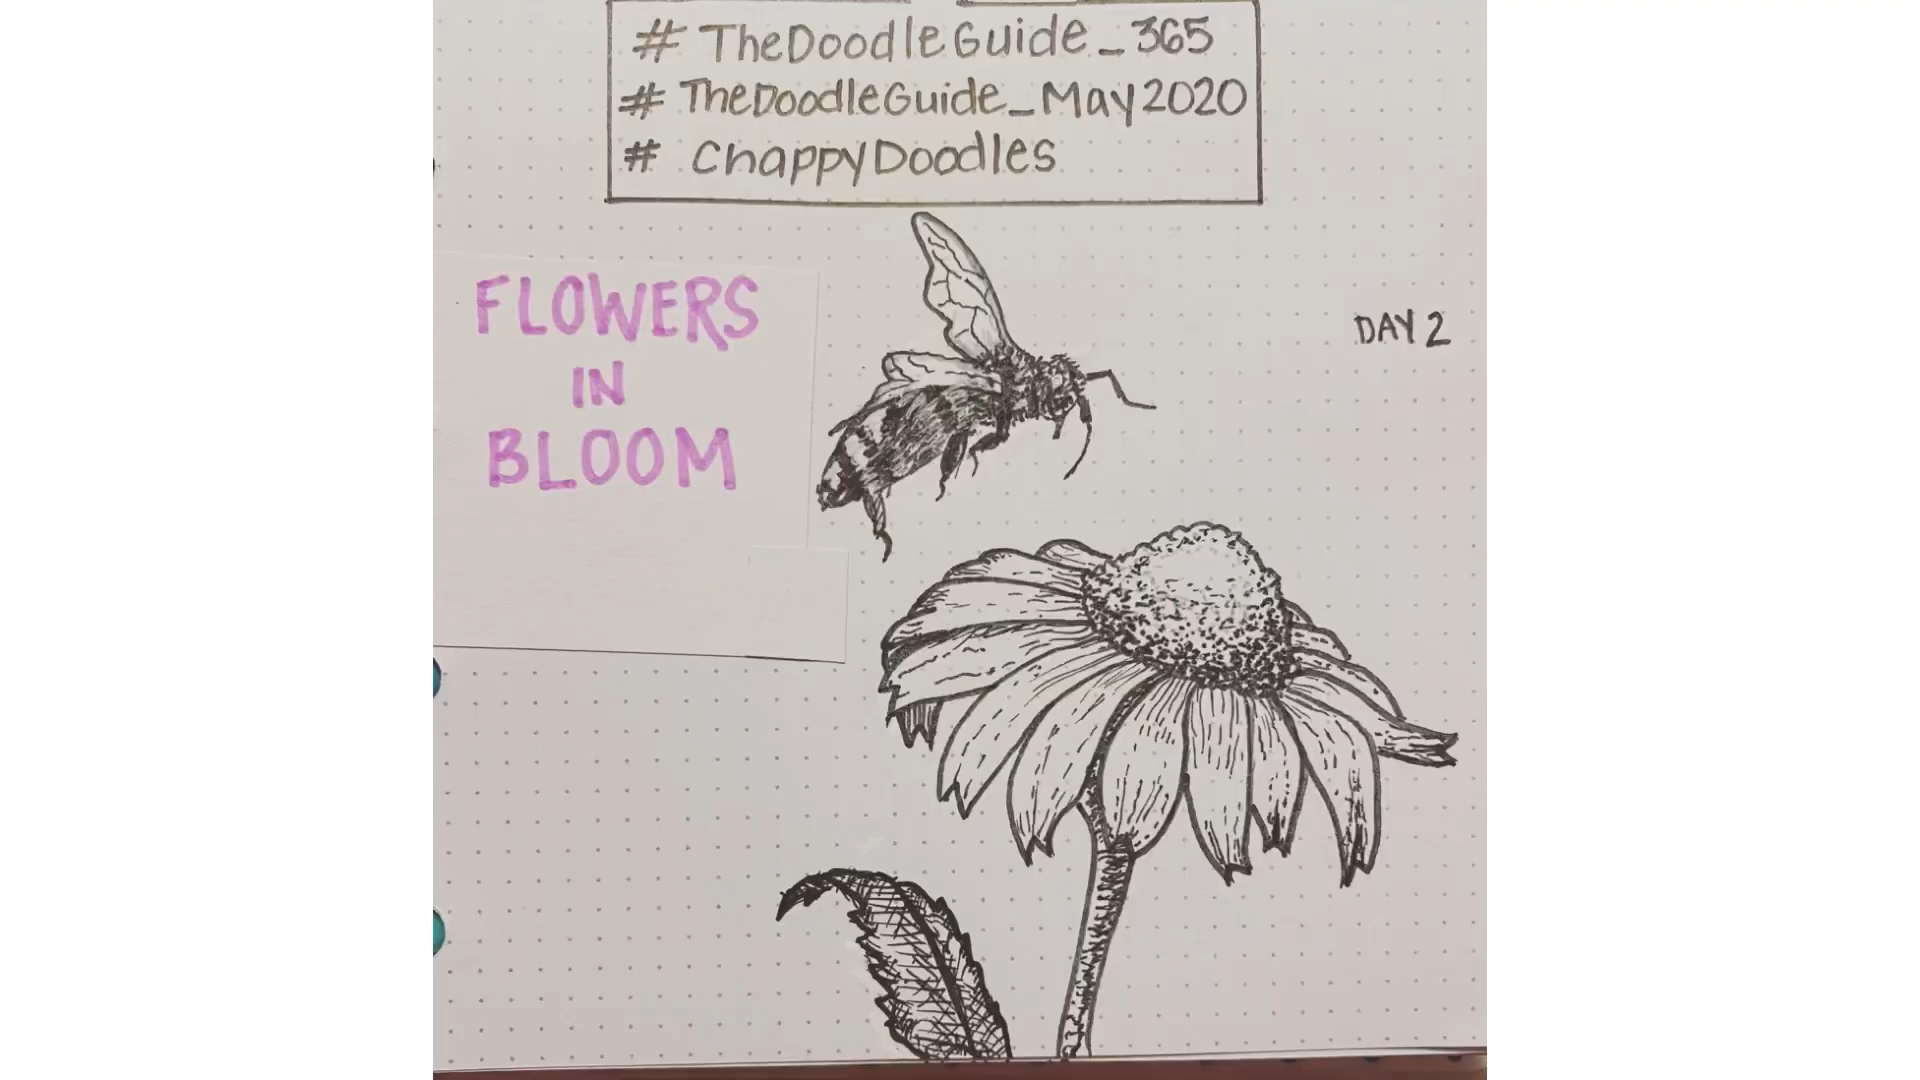 # TheDoodleGuide_365
# TheDoodleGuide_May2020
# ChappyDoodles
FLOWERS
IN
BLOOM
DAY 2